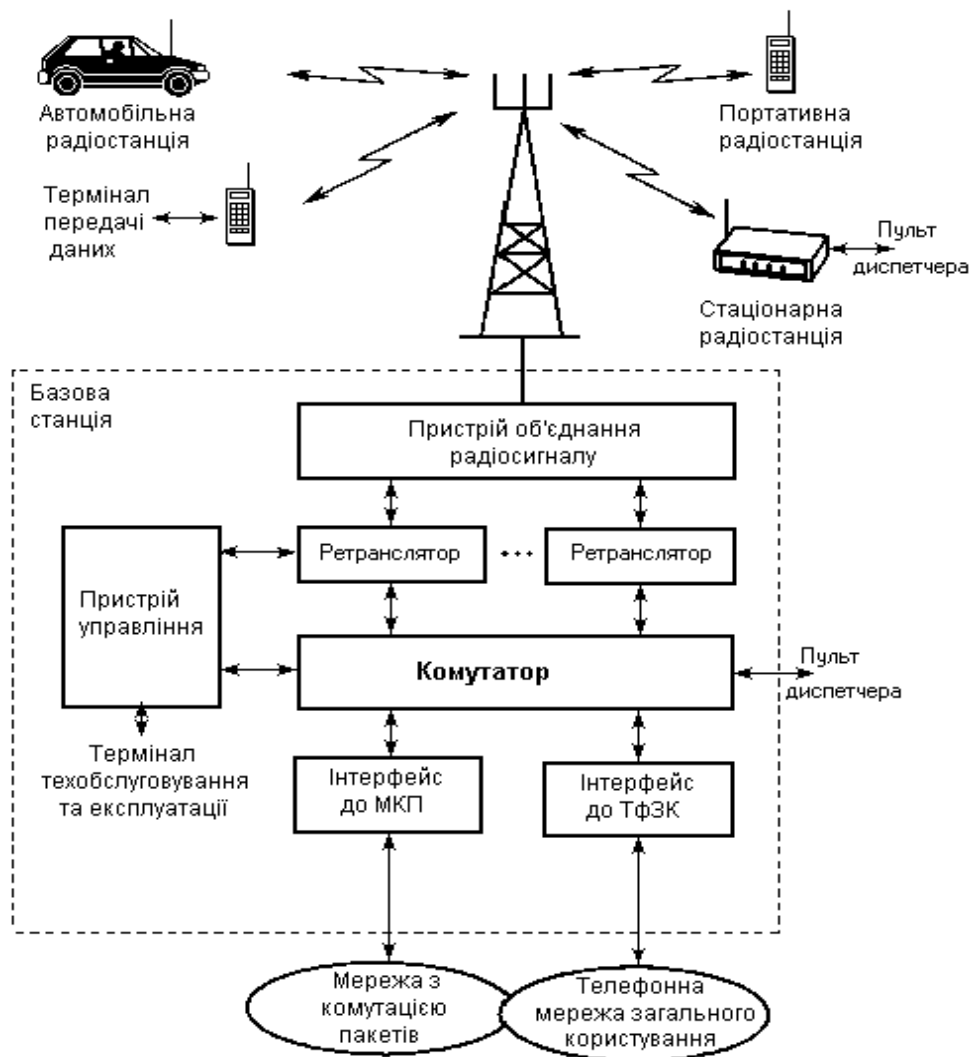 Автомобільна
радіостанція
Портативна
радіостанція
Термінал
передачі
даних
Пульт
диспетчера
Стаціонарна
радіостанція
Базова
станція
Пристрій об'єднання
радіосигналу
Ретранслятор
...
Ретранслятор
Пристрій
управління
Комутатор
Пульт
диспетчера
Термінал
техобслуговування
та експлуатації
Інтерфейс
до МКП
Інтерфейс
до ТфЗК
Мережа з
комутацією
пакетів
Телефонна
мережа загального
користування